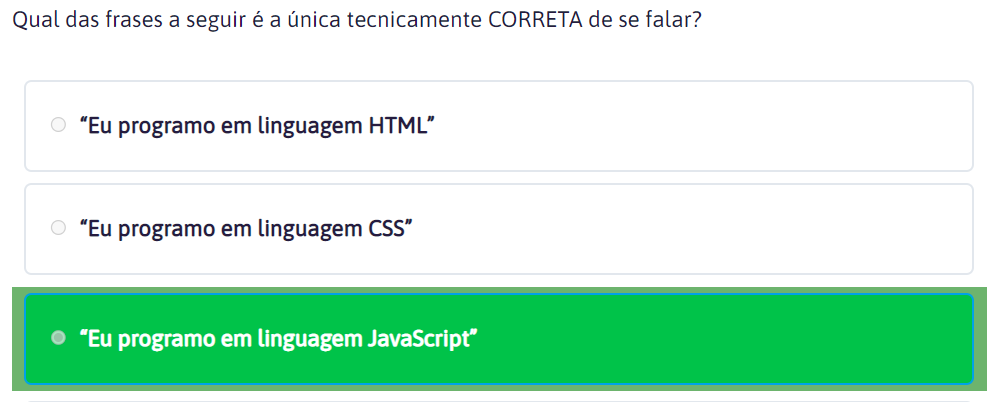 Qual das frases a seguir é a única tecnicamente CORRETA de se falar?
“Eu programo em linguagem HTML”
“Eu programo em linguagem CSS”
“Eu programo em linguagem JavaScript”